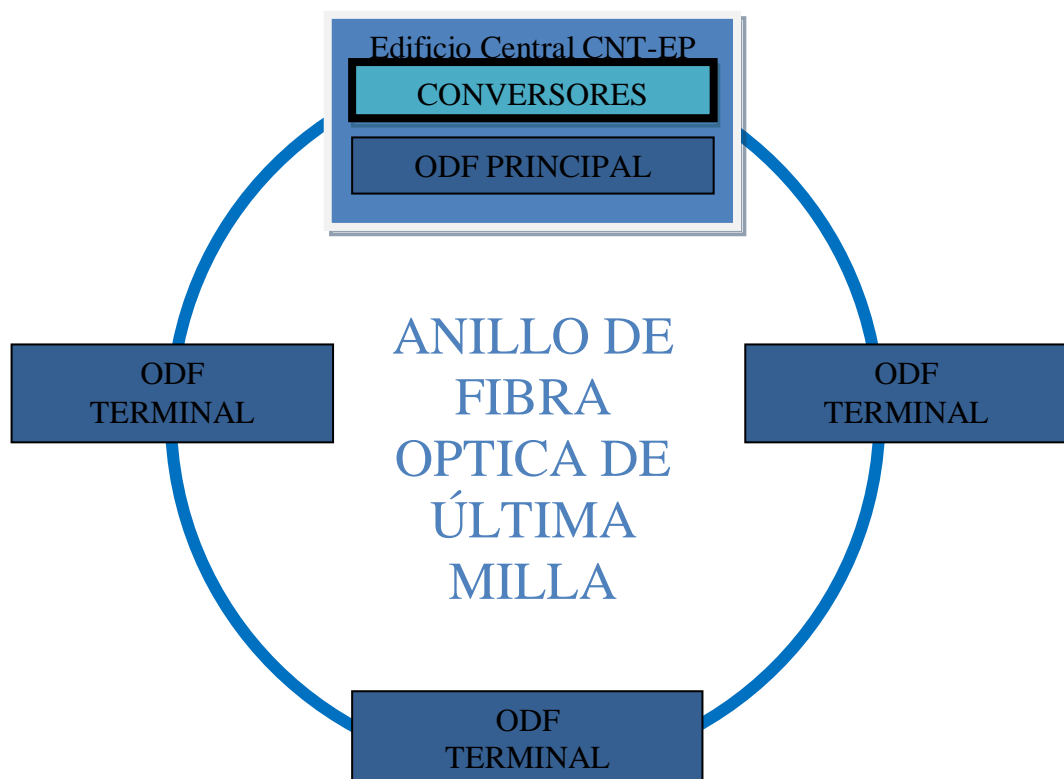 Edificio Central CNT-EP
CONVERSORES
ODF PRINCIPAL
ANILLO DE
FIBRA
OPTICA DE
ÚLTIMA
MILLA
ODF
TERMINAL
ODF
TERMINAL
ODF
TERMINAL